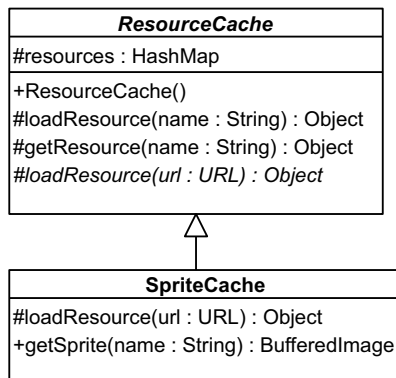 ResourceCache
#resources : HashMap
+ResourceCache()
#loadResource(name : String) : Object
#getResource(name : String) : Object
#loadResource(url : URL) : Object
SpriteCache
#loadResource(url : URL) : Object
+getSprite(name : String) : BufferedImage